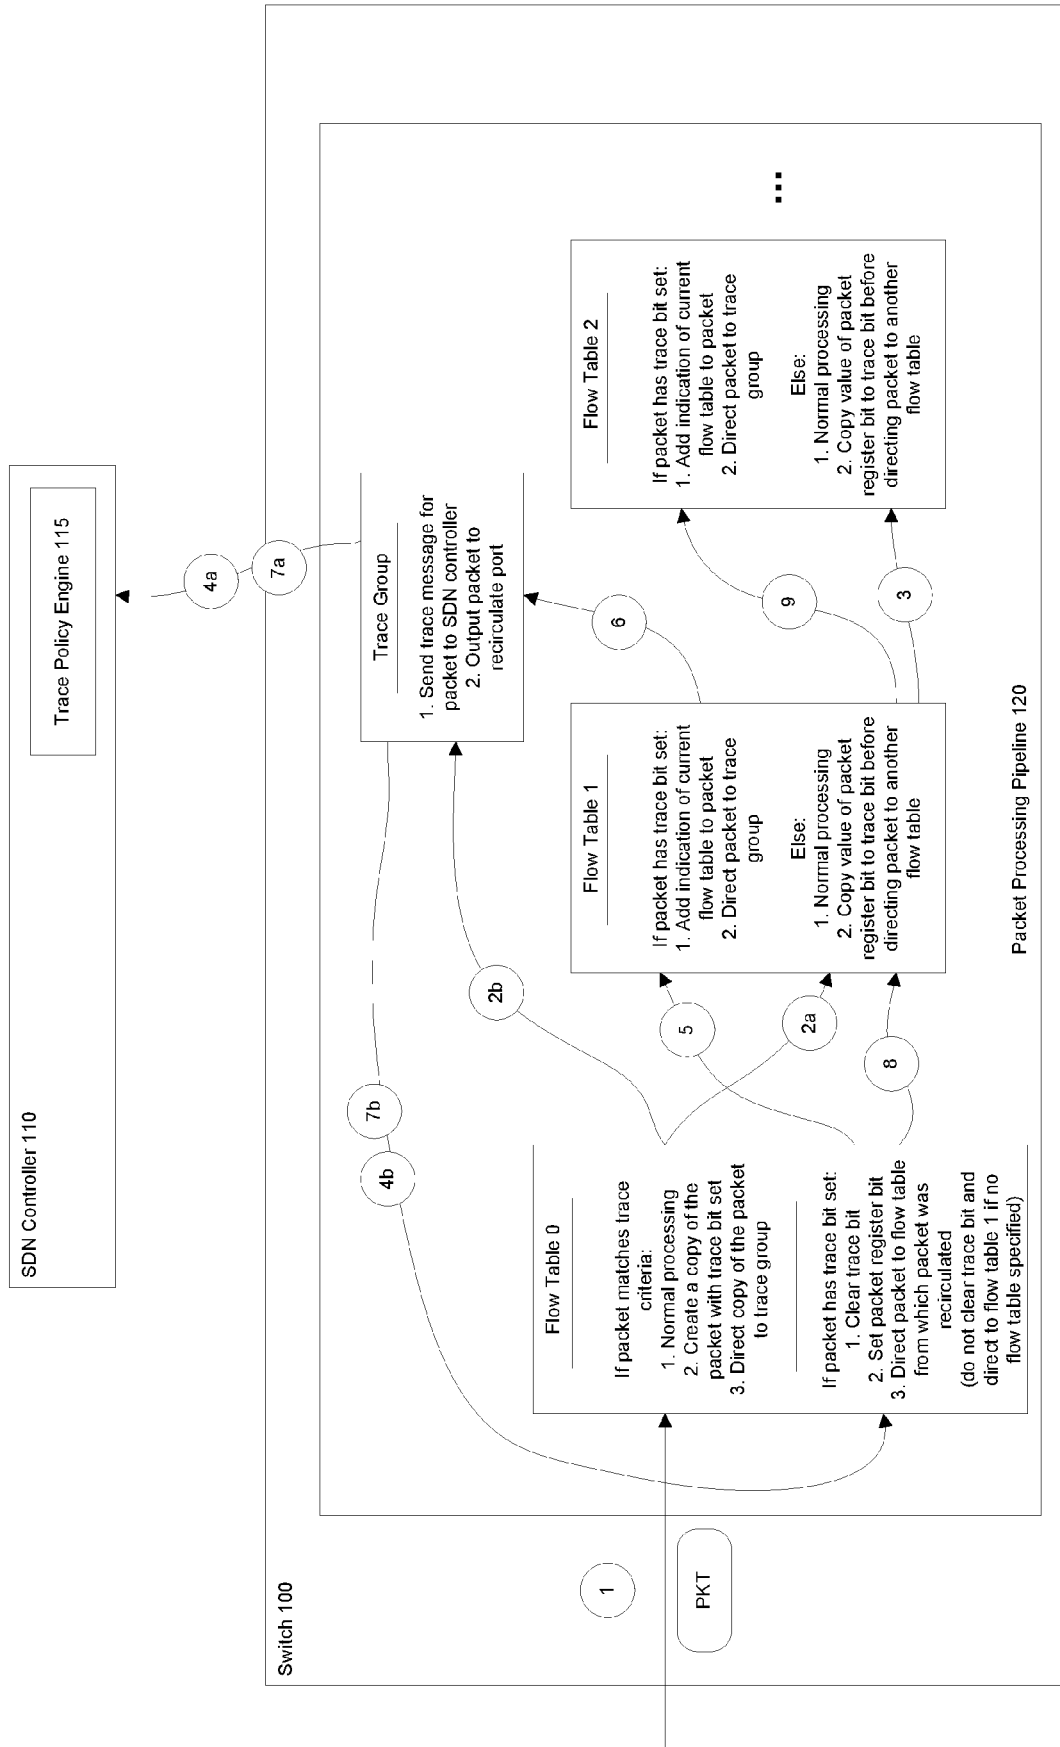 SDN Controller 110
Trace Policy Engine 115
4a
7a
Switch 100
Trace Group
1. Send trace message for
packet to SDN controller
2. Output packet to
recirculate port
7b
4b
2b
6
1
PKT
Flow Table 0
If packet matches trace
criteria:
1. Normal processing
2. Create a copy of the
packet with trace bit set
3. Direct copy of the packet
to trace group
If packet has trace bit set:
1. Clear trace bit
2. Set packet register bit
3. Direct packet to flow table
from which packet was
recirculated
(do not clear trace bit and
direct to flow table 1 if no
flow table specified)
5
2a
8
Flow Table 1
If packet has trace bit set:
1. Add indication of current
flow table to packet
2. Direct packet to trace
group
Else:
1. Normal processing
2. Copy value of packet
register bit to trace bit before
directing packet to another
flow table
9
3
Flow Table 2
If packet has trace bit set:
1. Add indication of current
flow table to packet
2. Direct packet to trace
group
Else:
1. Normal processing
2. Copy value of packet
register bit to trace bit before
directing packet to another
flow table
...
Packet Processing Pipeline 120